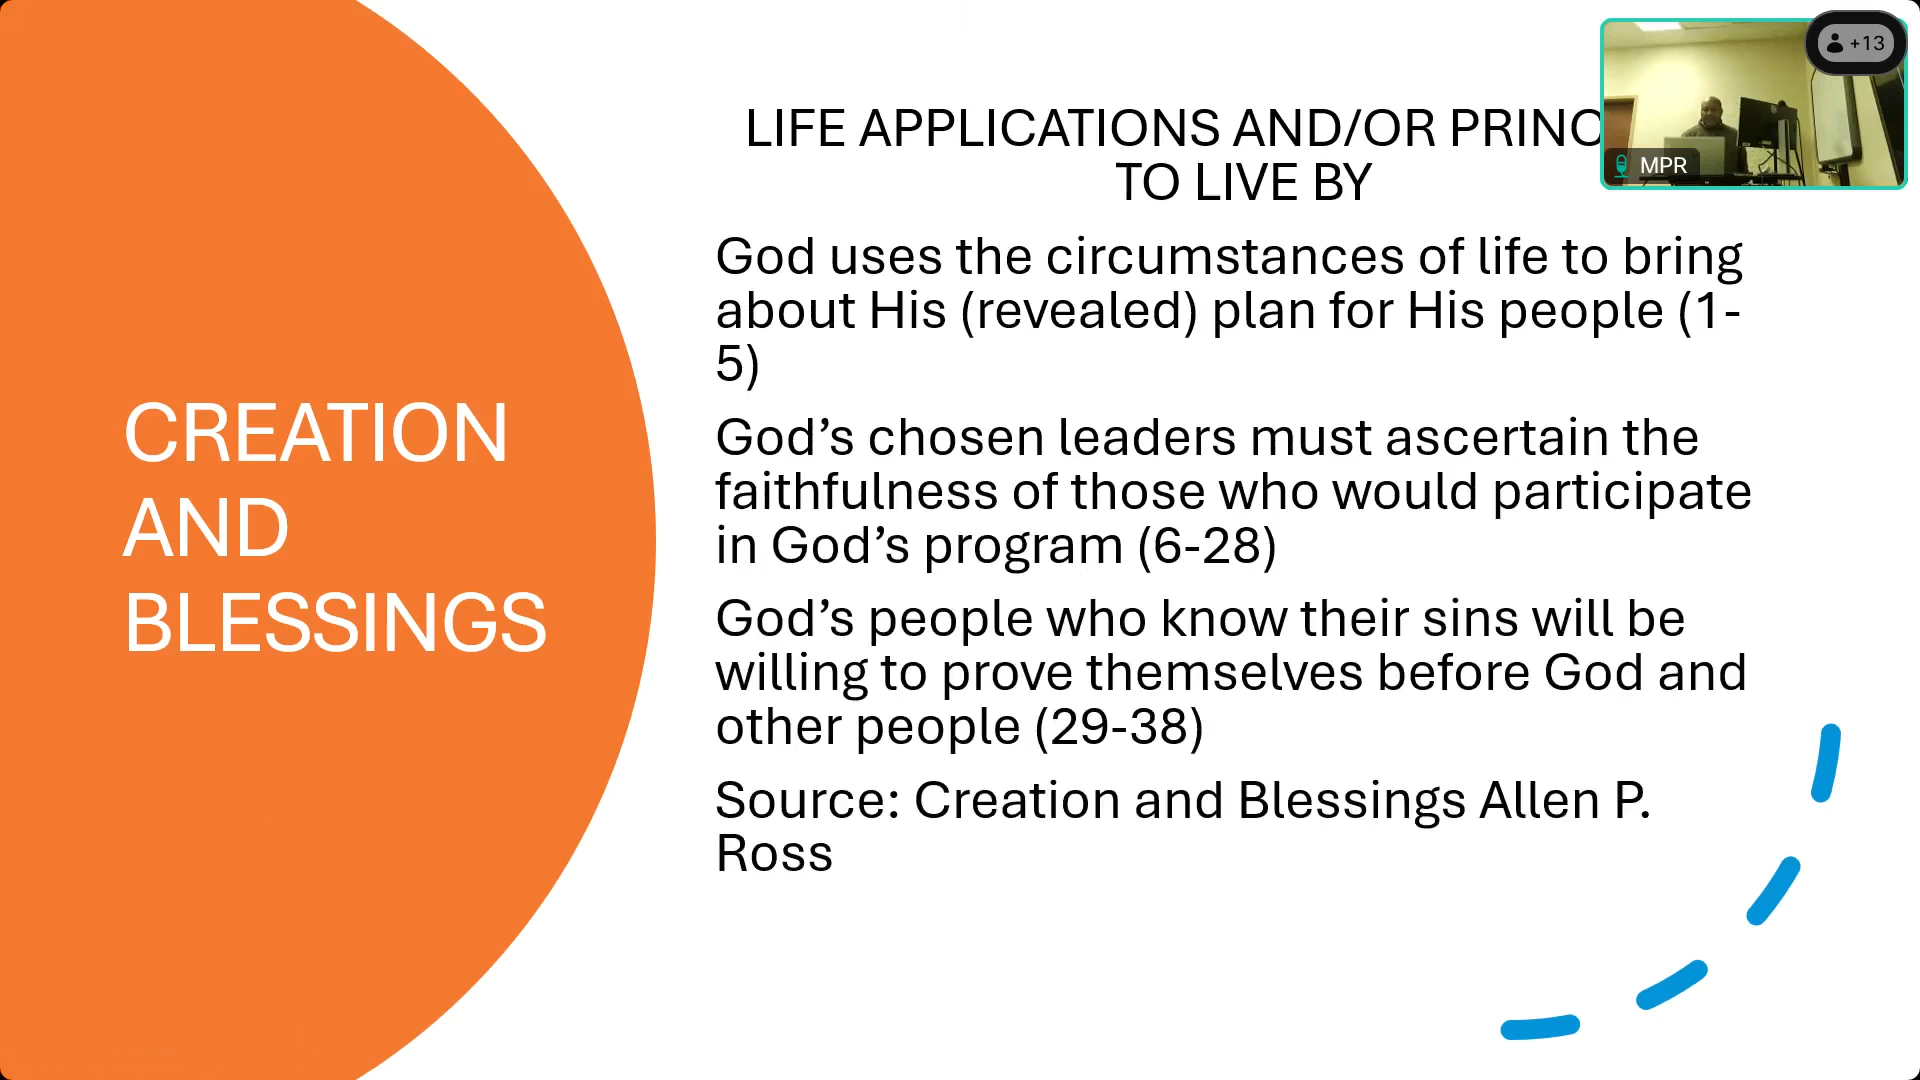 CREATION
AND
BLESSINGS
LIFE APPLICATIONS AND/OR PRINC
TO LIVE BY
God uses the circumstances of life to bring
about His (revealed) plan for His people (1-
5)
God’s chosen leaders must ascertain the
faithfulness of those who would participate
in God’s program (6-28)
God’s people who know their sins will be
willing to prove themselves before God and
other people (29-38)
Source: Creation and Blessings Allen P.
Ross
+13
MPR